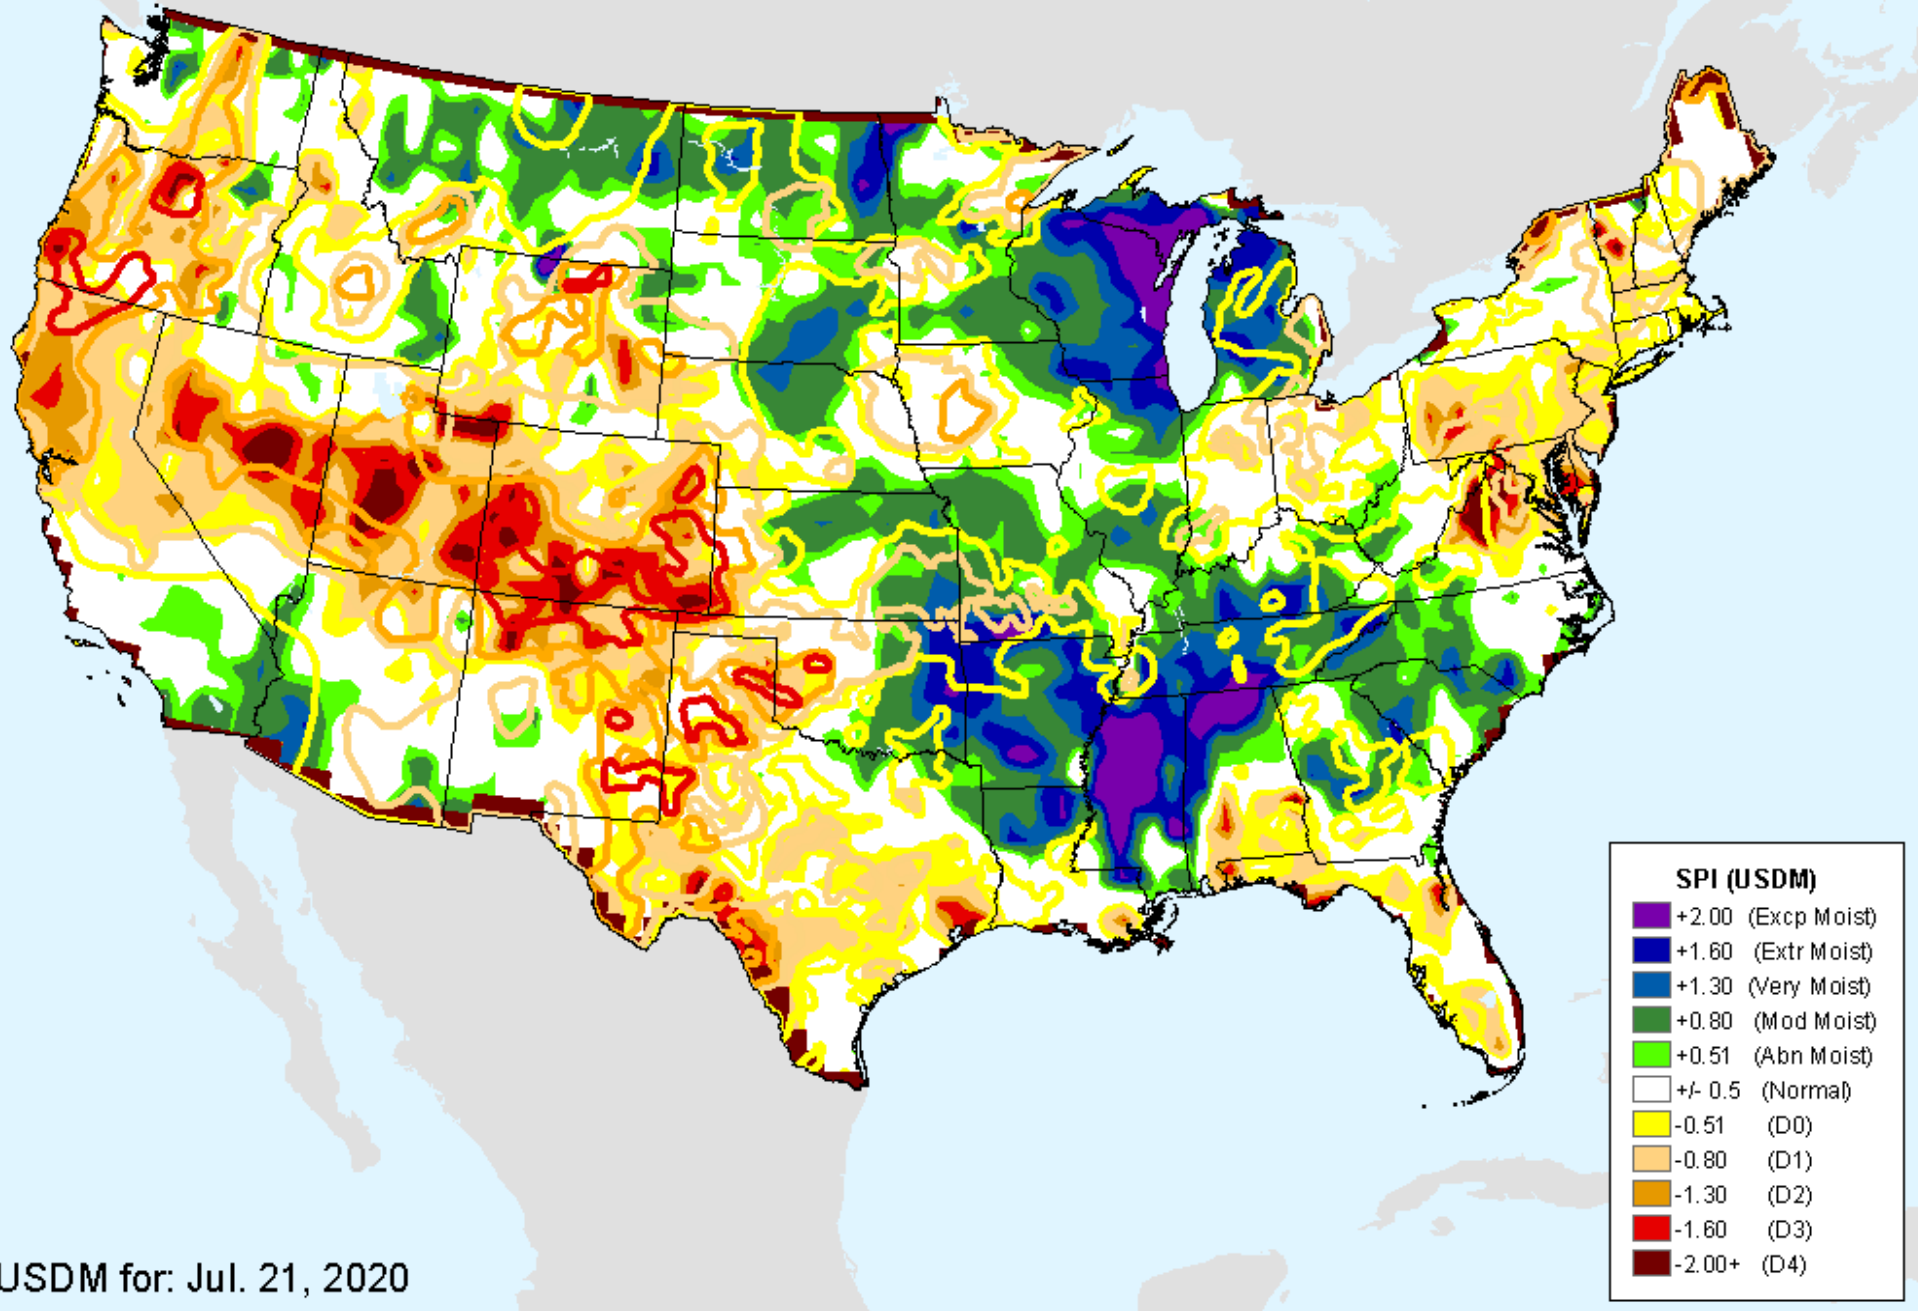 SPI (USDM)
+2.00 (Excp Moist)
+1.60 (Extr Moist)
+1.30 (Very Moist)
+0.80 (Mod Moist)
+0.51 (Abn Moist)
+/- 0.5 (Normal)
-0.51 (D0)
-0.80 (D1)
-1.30 (D2)
-1.60 (D3)
-2.00+ (D4)
USDM for: Jul. 21, 2020